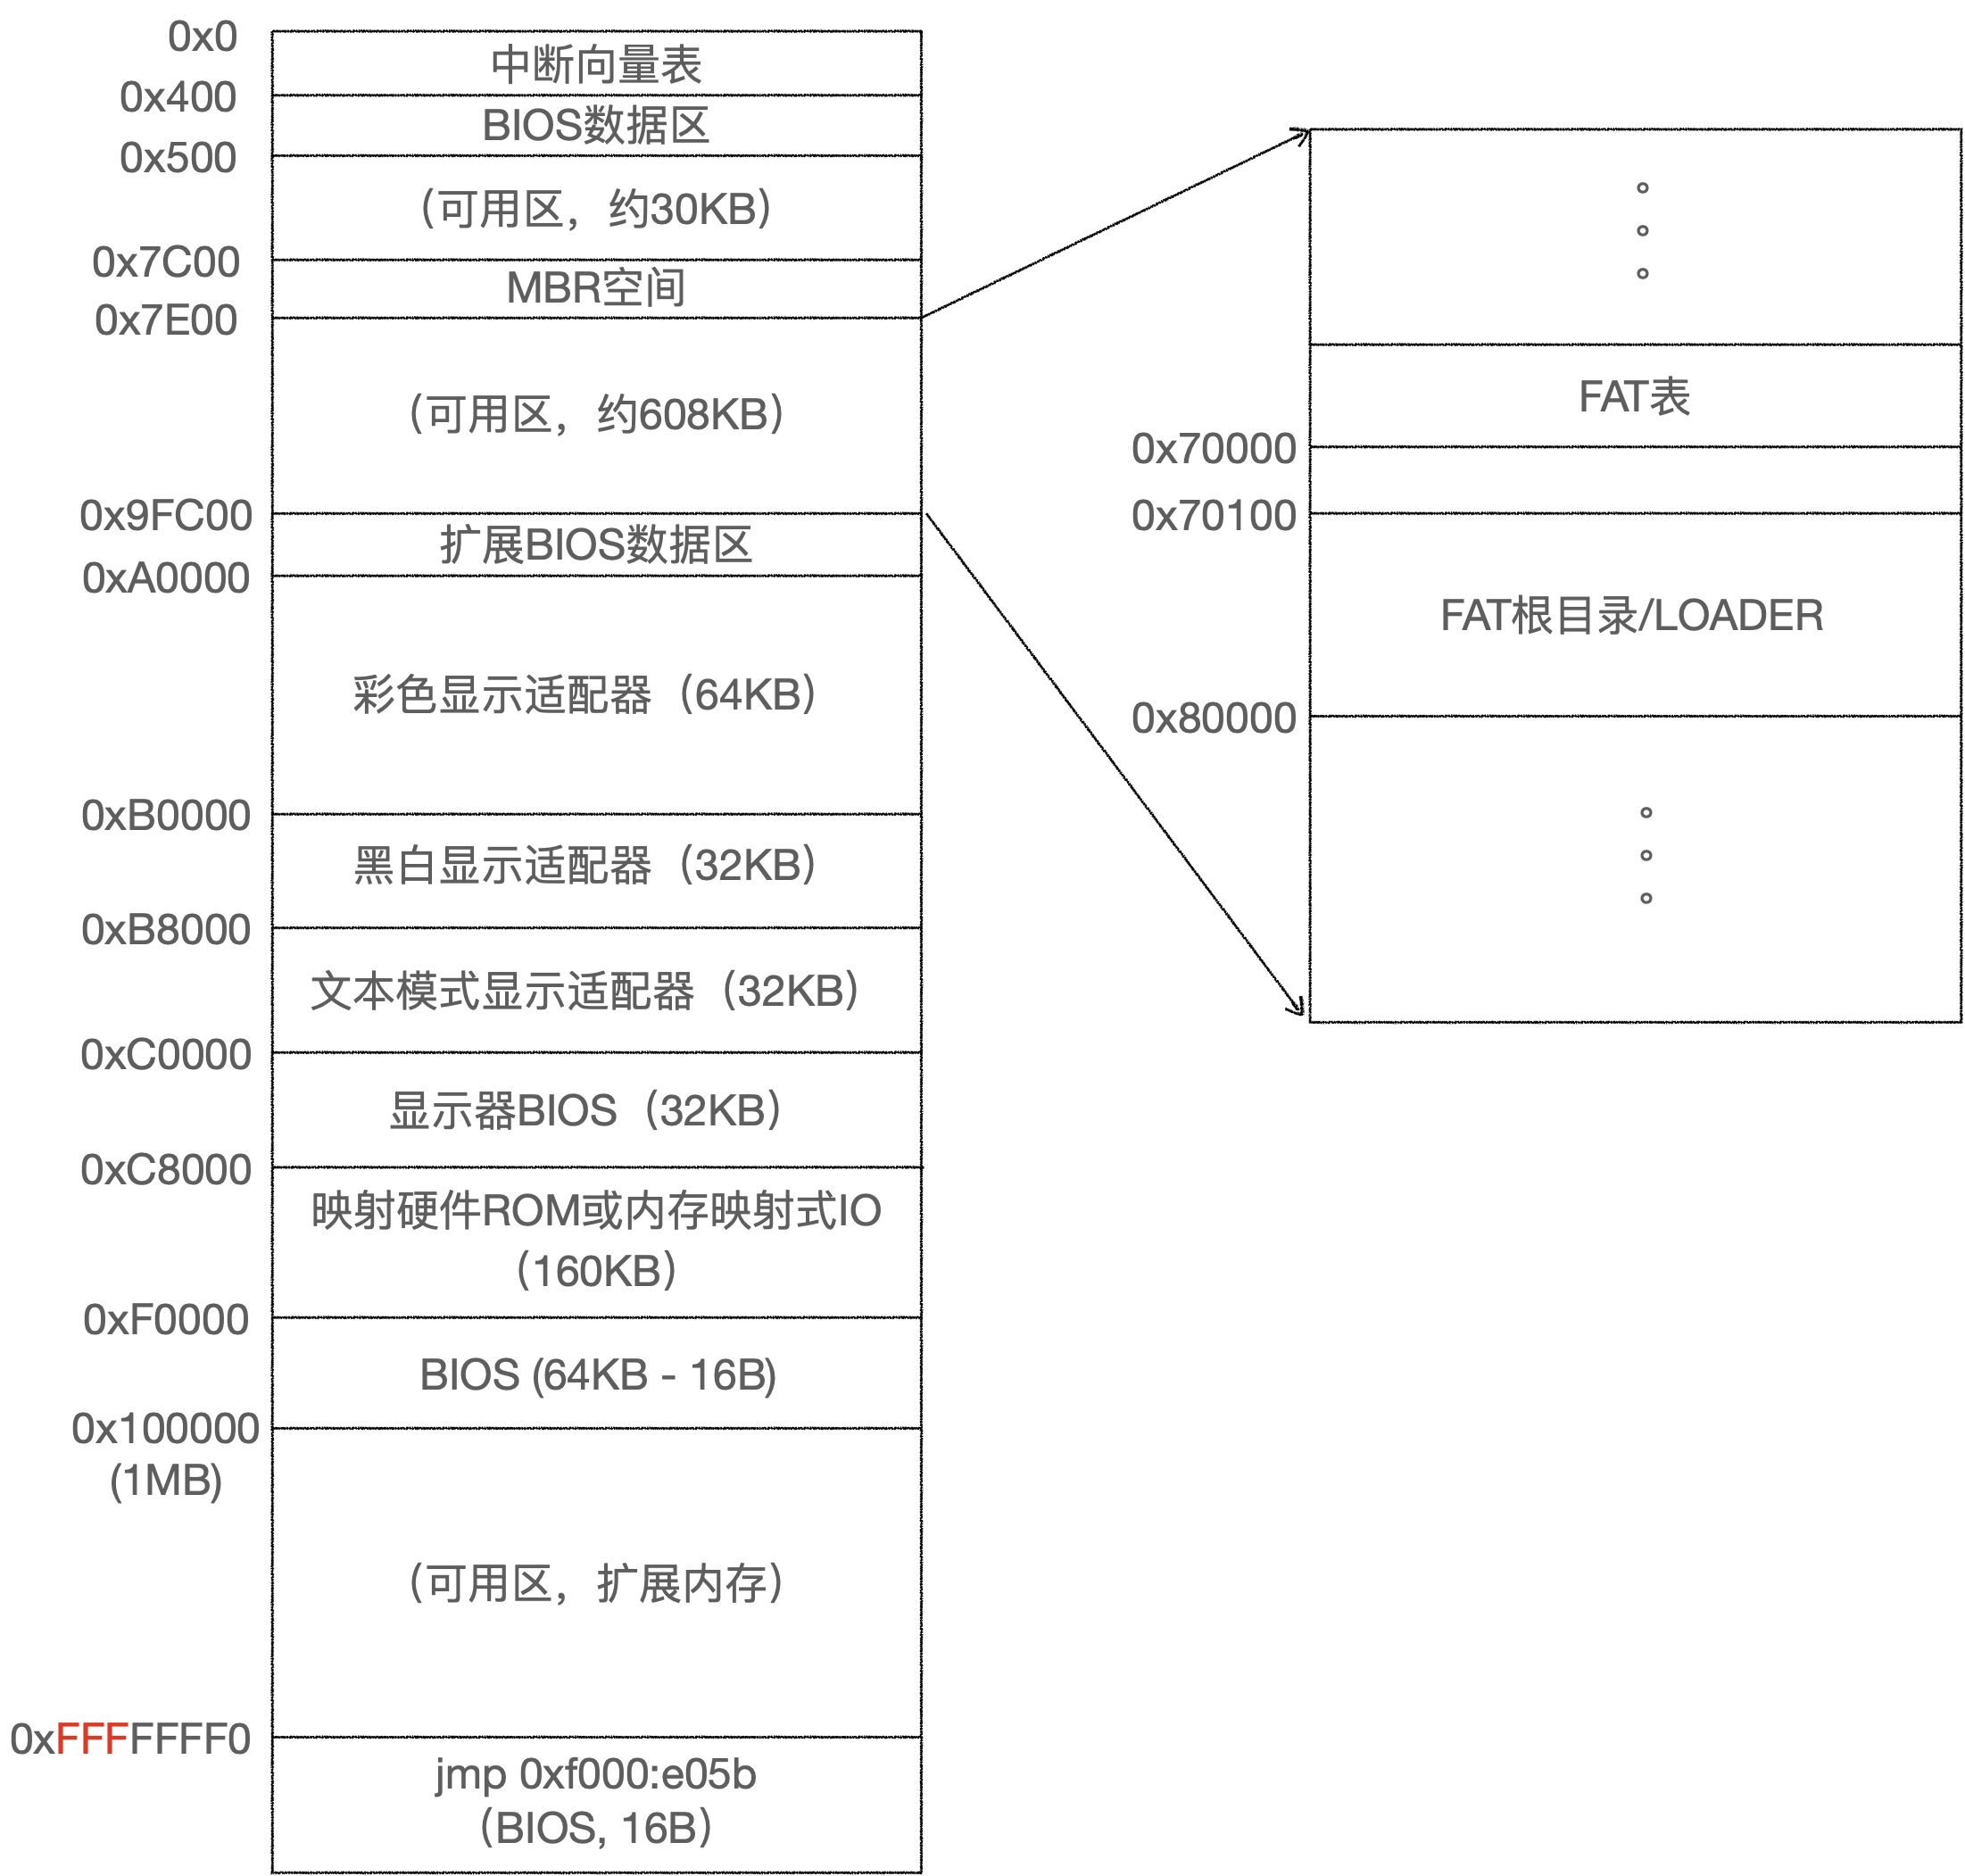 0x0
中断向量表
0x400
BIOS数据区
0x500
(可用区，约30KB)
0x7C00
MBR空间
0x7E00
(可用区，约608KB)
0x9FC00
扩展BIOS数据区
0xA0000
彩色显示适配器（64KB）
0xB0000
黑白显示适配器（32KB）
0xB8000
文本模式显示适配器（32KB）
0xC0000
显示器BIOS（32KB）
0xC8000
映射硬件ROM或内存映射式IO
（160KB）
0xF0000
BIOS (64KB - 16B)
0x100000
(1MB)
(可用区，扩展内存)
0xFFFFFFF0
jmp 0xf000:e05b
（BIOS, 16B）
FAT表
0x70000
0x70100
FAT根目录/LOADER
0x80000